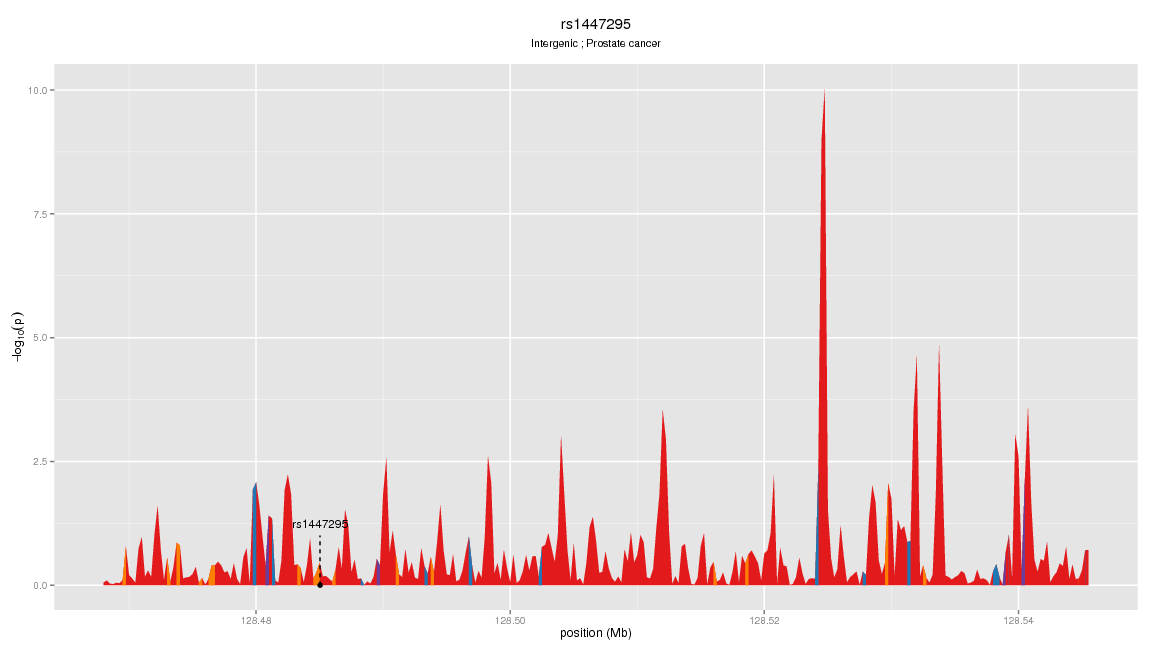 rs1447295
Intergenic ; Prostate cancer
10.0
7.5
5.0
2.5
0.0
−log10(p)
rs1447295
128.48
128.50
128.52
128.54
position (Mb)